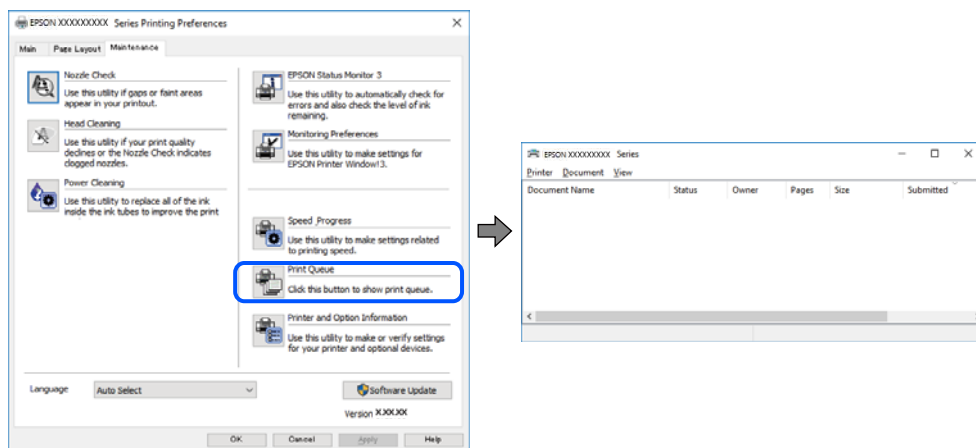 EPSON XXXXXXXXX Series Printing Preferences
Main Page Layout Maintenance
Nozzle Check
Use this utility if gaps or faint areas
appear in your printout.
Head Cleaning
Use this utility if your print quality
declines or the Nozzle Check indicates
clogged nozzles.
Power Cleaning
Use this utility to replace all of the ink
inside the ink tubes to improve the print
EPSON Status Monitor 3
Use this utility to automatically check for
errors and also check the level of ink
remaining.
Monitoring Preferences
Use this utility to make settings for
EPSON Printer Window!3.
Speed Progress
Use this utility to make settings related
to printing speed.
Print Queue
Click this button to show print queue.
Printer and Option Information
Use this utility to make or verify settings
for your printer and optional devices.
Language Auto Select
Software Update
Version X.XX.XX
OK Cancel Apply Help
EPSON XXXXXXXXX Series
Printer Document View
Document Name Status Owner Pages Size Submitted